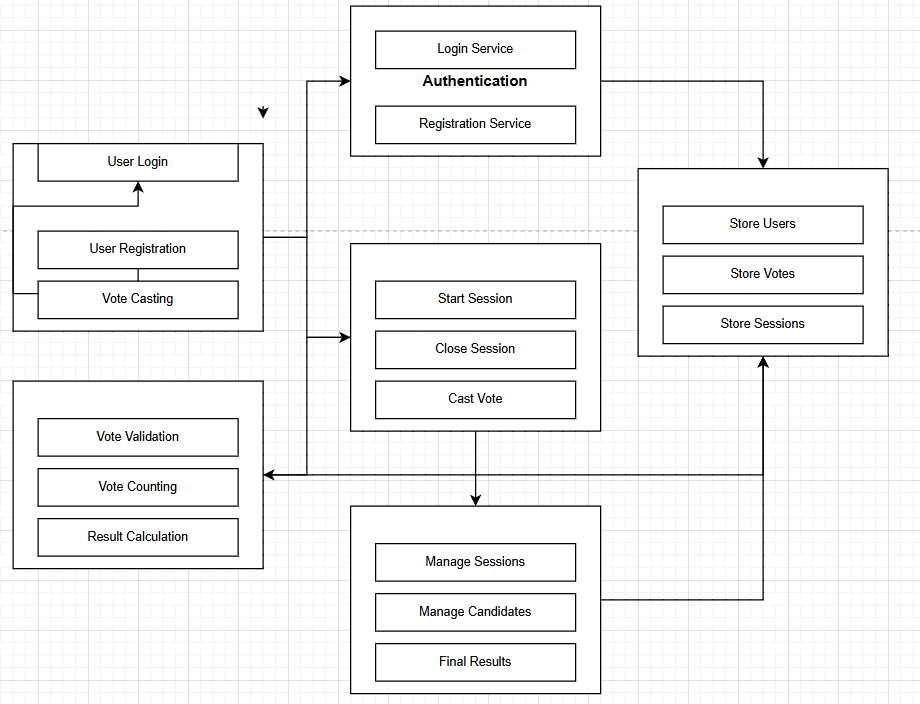 Login Service
Authentication
Registration Service
User Login
User Registration
Vote Casting
Start Session
Close Session
Cast Vote
Store Users
Store Votes
Store Sessions
Vote Validation
Vote Counting
Result Calculation
Manage Sessions
Manage Candidates
Final Results